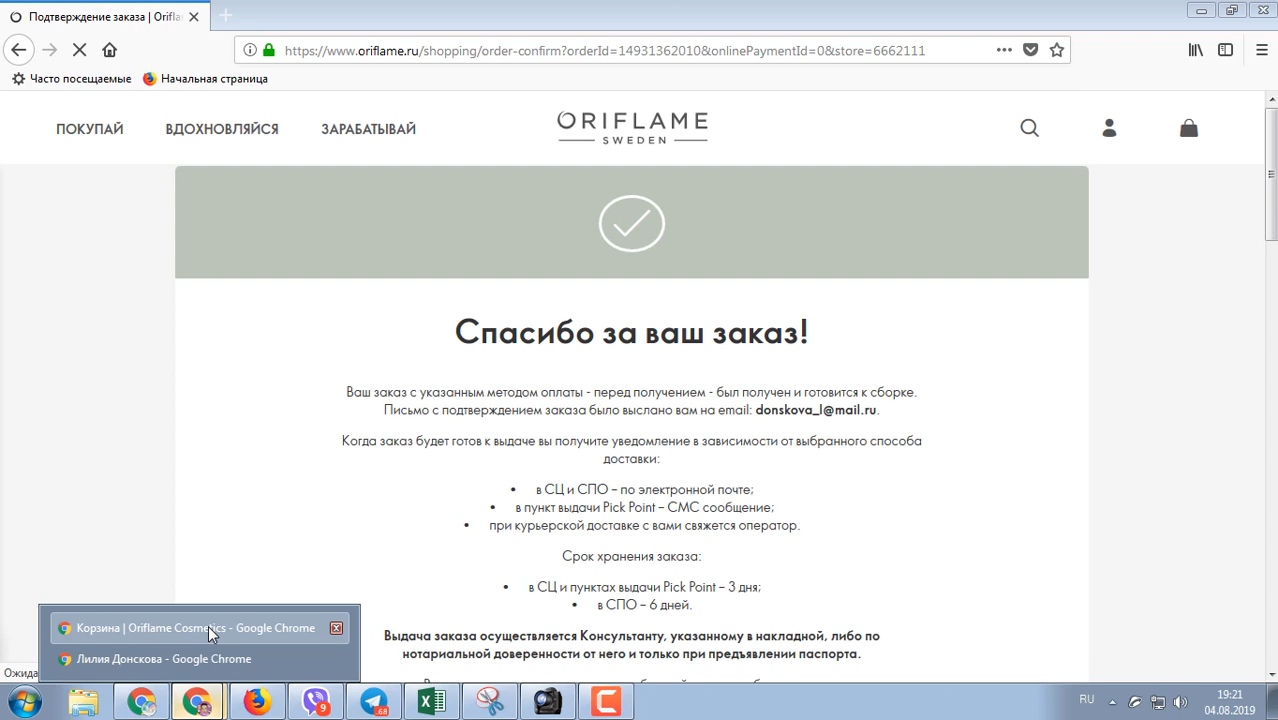 Подтверждение заказа | Orifla
https://www.oriflame.ru/shopping/order-confirm?orderId=14931362010&onlinePaymentId=0&store=6662111
Часто посещаемые
Начальная страница
ПОКУПАЙ
ВДОХНОВЛЯЙСЯ
ЗАРАБАТЫВАЙ
ORIFLAME
SWEDEN
Спасибо за ваш заказ!
Ваш заказ с указанным методом оплаты - перед получением - был получен и готовится к сборке.
Письмо с подтверждением заказа было выслано вам на email: donskova_l@mail.ru.
Когда заказ будет готов к выдаче вы получите уведомление в зависимости от выбранного способа
доставки:
• в СЦ и СПО – по электронной почте;
• в пункт выдачи Pick Point – СМС сообщение;
• при курьерской доставке с вами свяжется оператор.
Срок хранения заказа:
• в СЦ и пунктах выдачи Pick Point – 3 дня;
• в СПО – 6 дней.
Выдача заказа осуществляется Консультанту, указанному в накладной, либо по
нотариальной доверенности от него и только при предъявлении паспорта.
Корзина | Oriflame Cosmetics - Google Chrome
Лилия Донскова - Google Chrome
Ожида
9
68
RU
19:21
04.08.2019